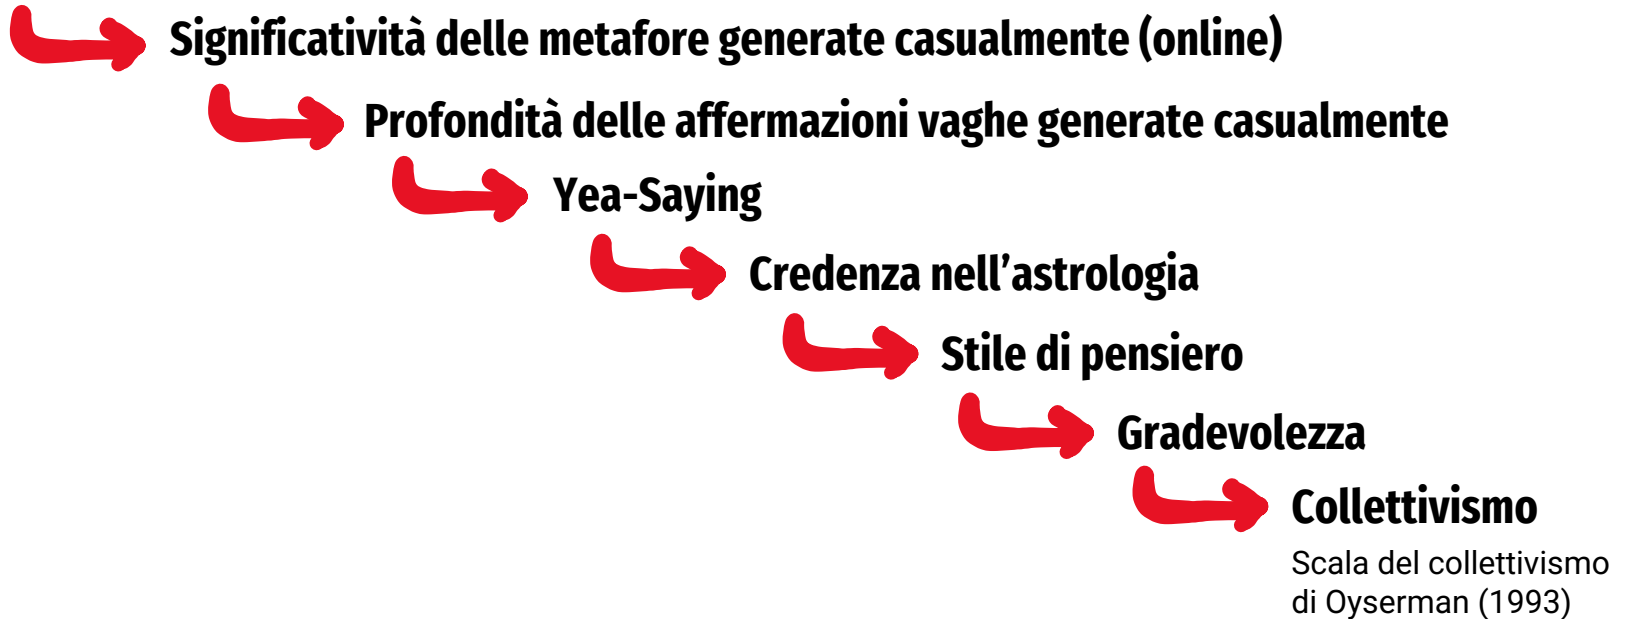 Significatività delle metafore generate casualmente (online)
Profondità delle affermazioni vaghe generate casualmente
Yea-Saying
Credenza nell’astrologia
Stile di pensiero
Gradevolezza
Collettivismo
Scala del collettivismo
di Oyserman (1993)